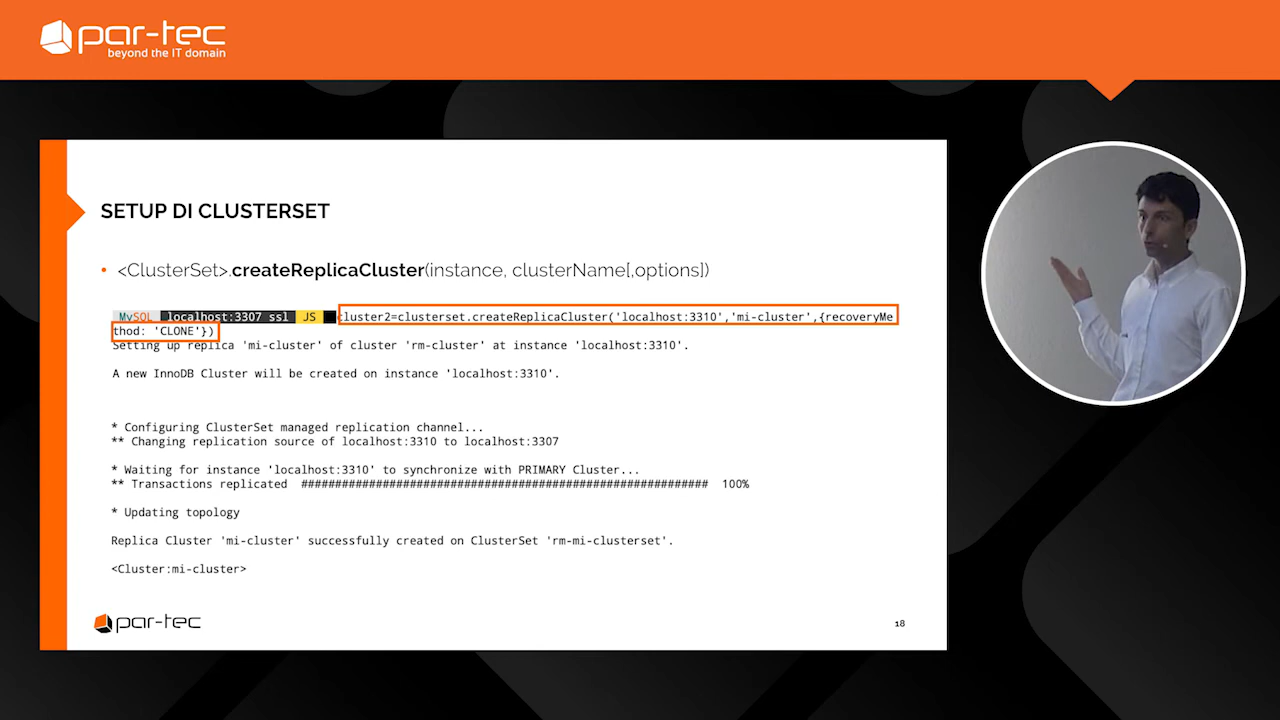 par-tec
beyond the IT domain
SETUP DI CLUSTERSET
• <ClusterSet>.createReplicaCluster(instance, clusterName[,options])
MySQL localhost:3307 ssl JS cluster2=clusterset.createReplicaCluster('localhost:3310','mi-cluster',{recoveryMe
thod: 'CLONE'})
Setting up replica 'mi-cluster' of cluster 'rm-cluster' at instance 'localhost:3310'.
A new InnoDB Cluster will be created on instance 'localhost:3310'.
* Configuring ClusterSet managed replication channel...
** Changing replication source of localhost:3310 to localhost:3307
* Waiting for instance 'localhost:3310' to synchronize with PRIMARY Cluster...
** Transactions replicated ############################################################ 100%
* Updating topology
Replica Cluster 'mi-cluster' successfully created on ClusterSet 'rm-mi-clusterset'.
<Cluster:mi-cluster>
par-tec
18